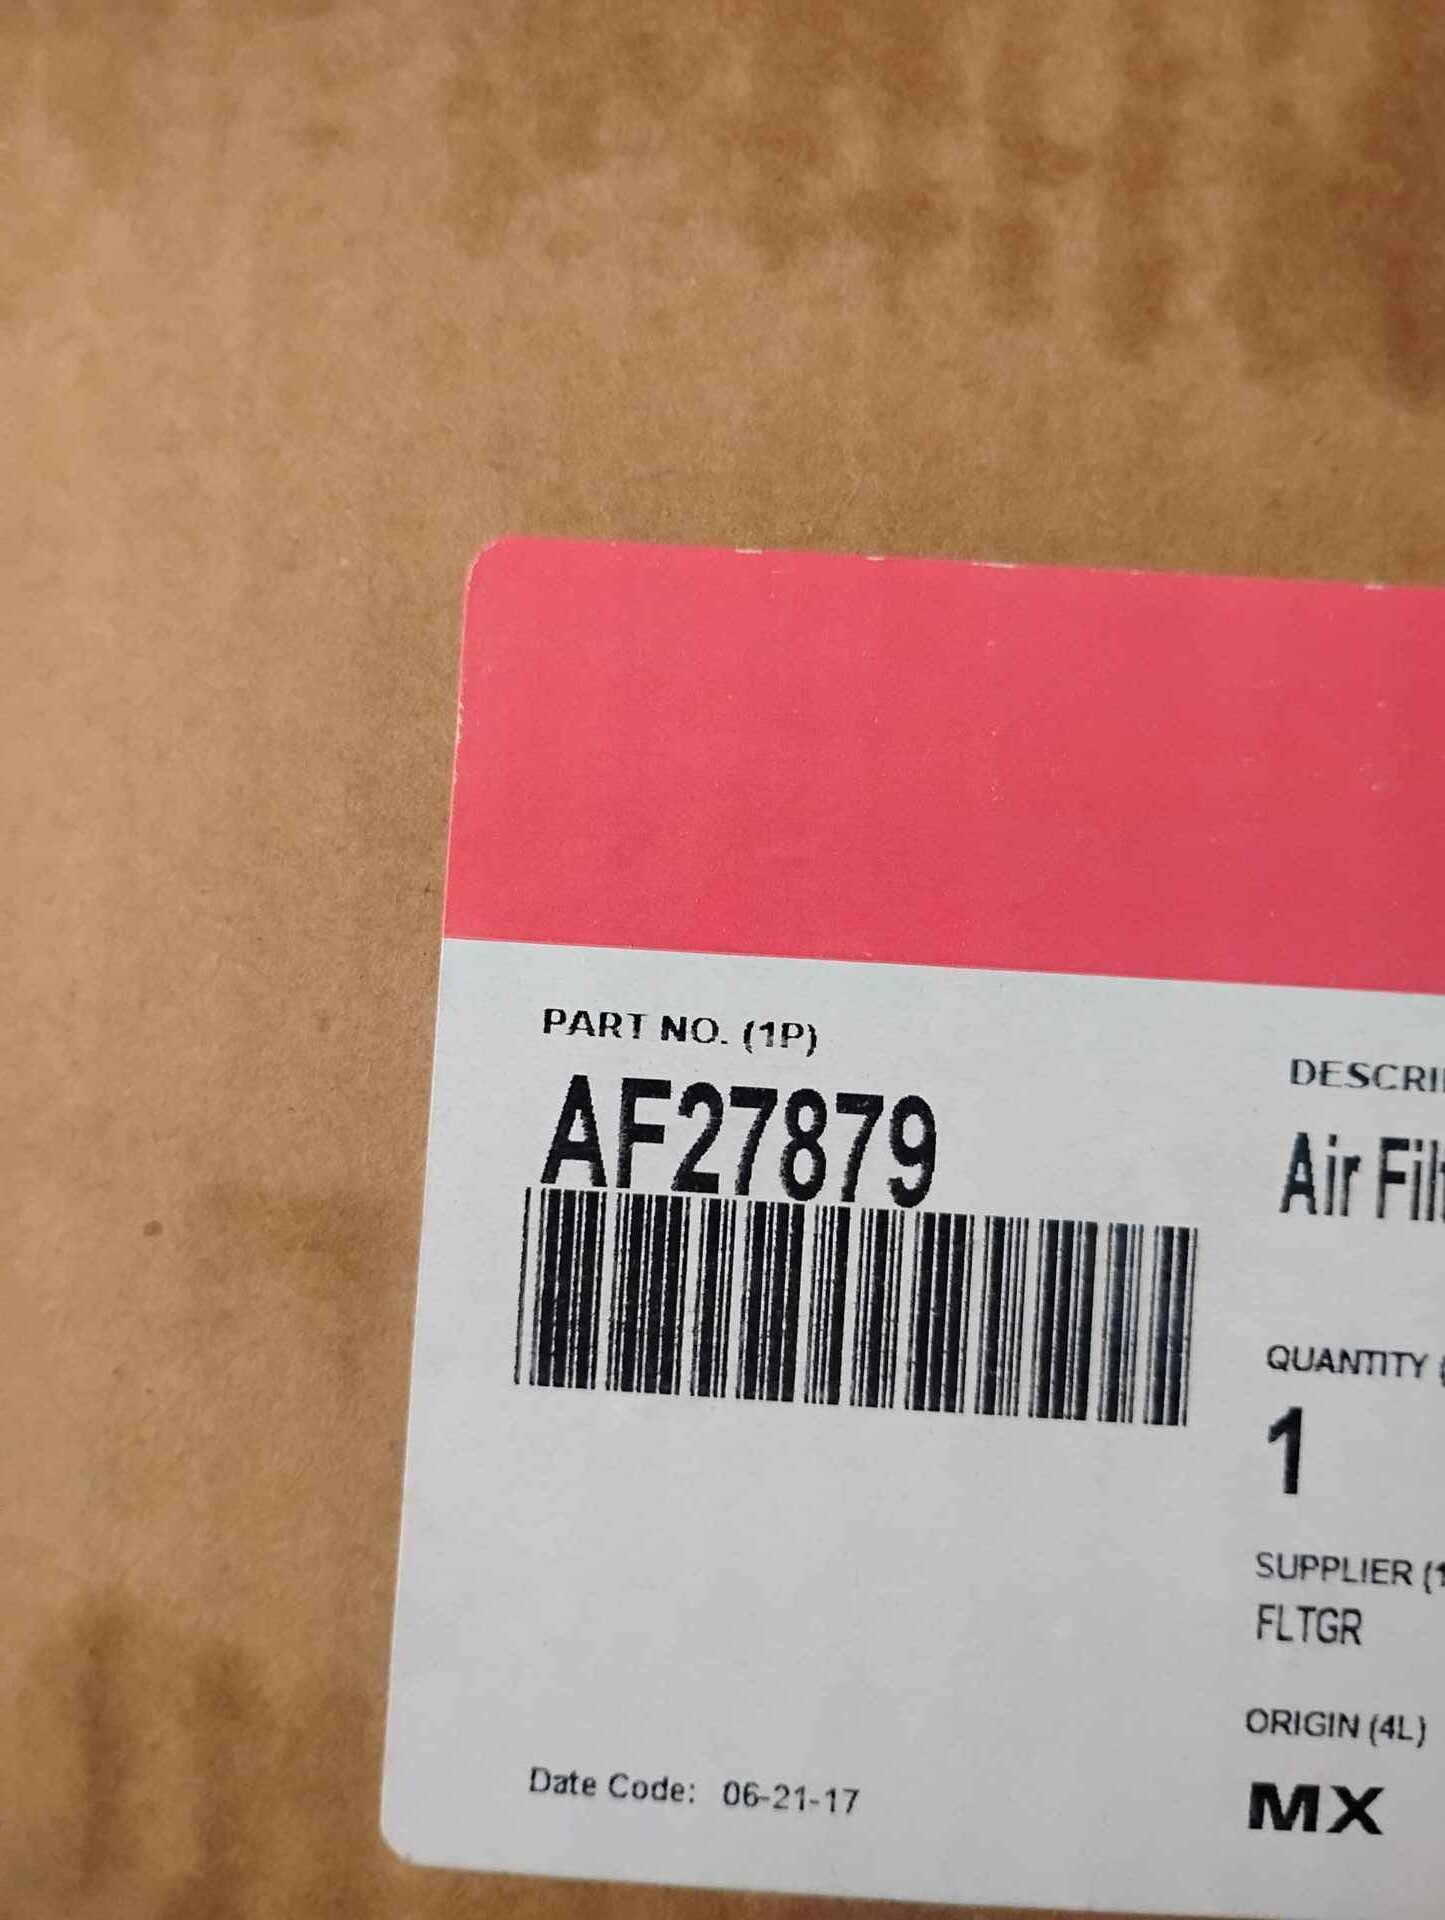 PART NO. (1P)
AF27879
DESCRI
Air Filt
QUANTITY (
1
SUPPLIER (1
FLTGR
ORIGIN (4L)
MX
Date Code: 06-21-17